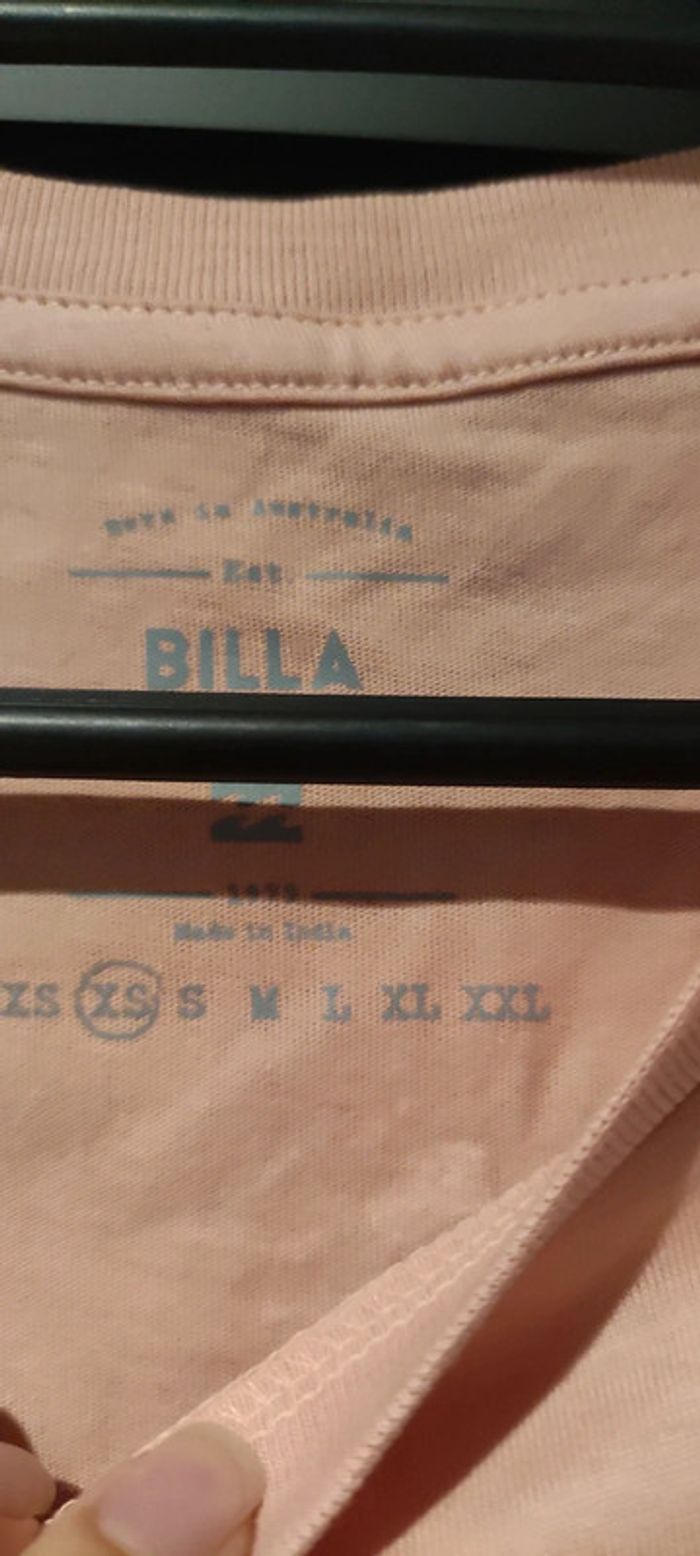 Born in Australia
Est.
BILLA
1973
Made in India
XS XS S M L XL XXL